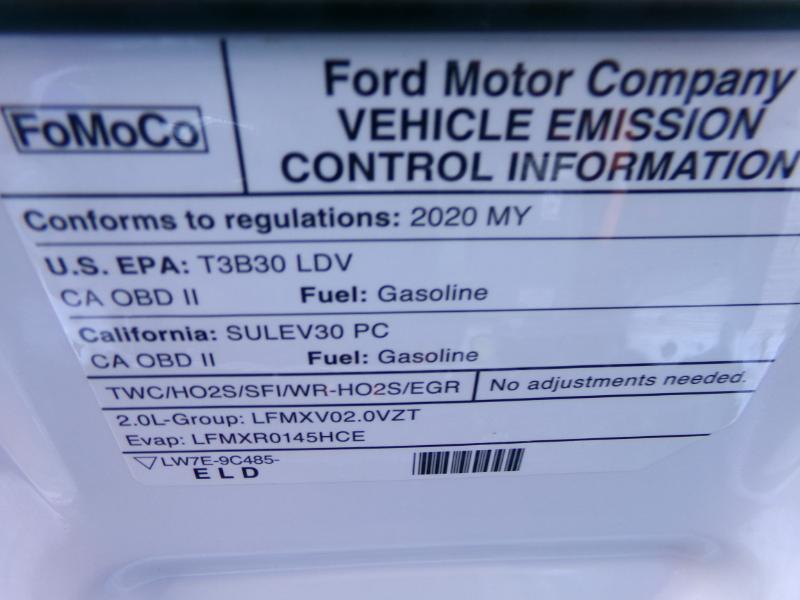 FoMoCo
Ford Motor Company
VEHICLE EMISSION
CONTROL INFORMATION
Conforms to regulations: 2020 MY
U.S. EPA: T3B30 LDV
CA OBD II Fuel: Gasoline
California: SULEV30 PC
CA OBD II Fuel: Gasoline
TWC/HO2S/SFI/WR-HO2S/EGR No adjustments needed.
2.0L-Group: LFMXV02.0VZT
Evap: LFMXR0145HCE
LW7E-9C485-
ELD